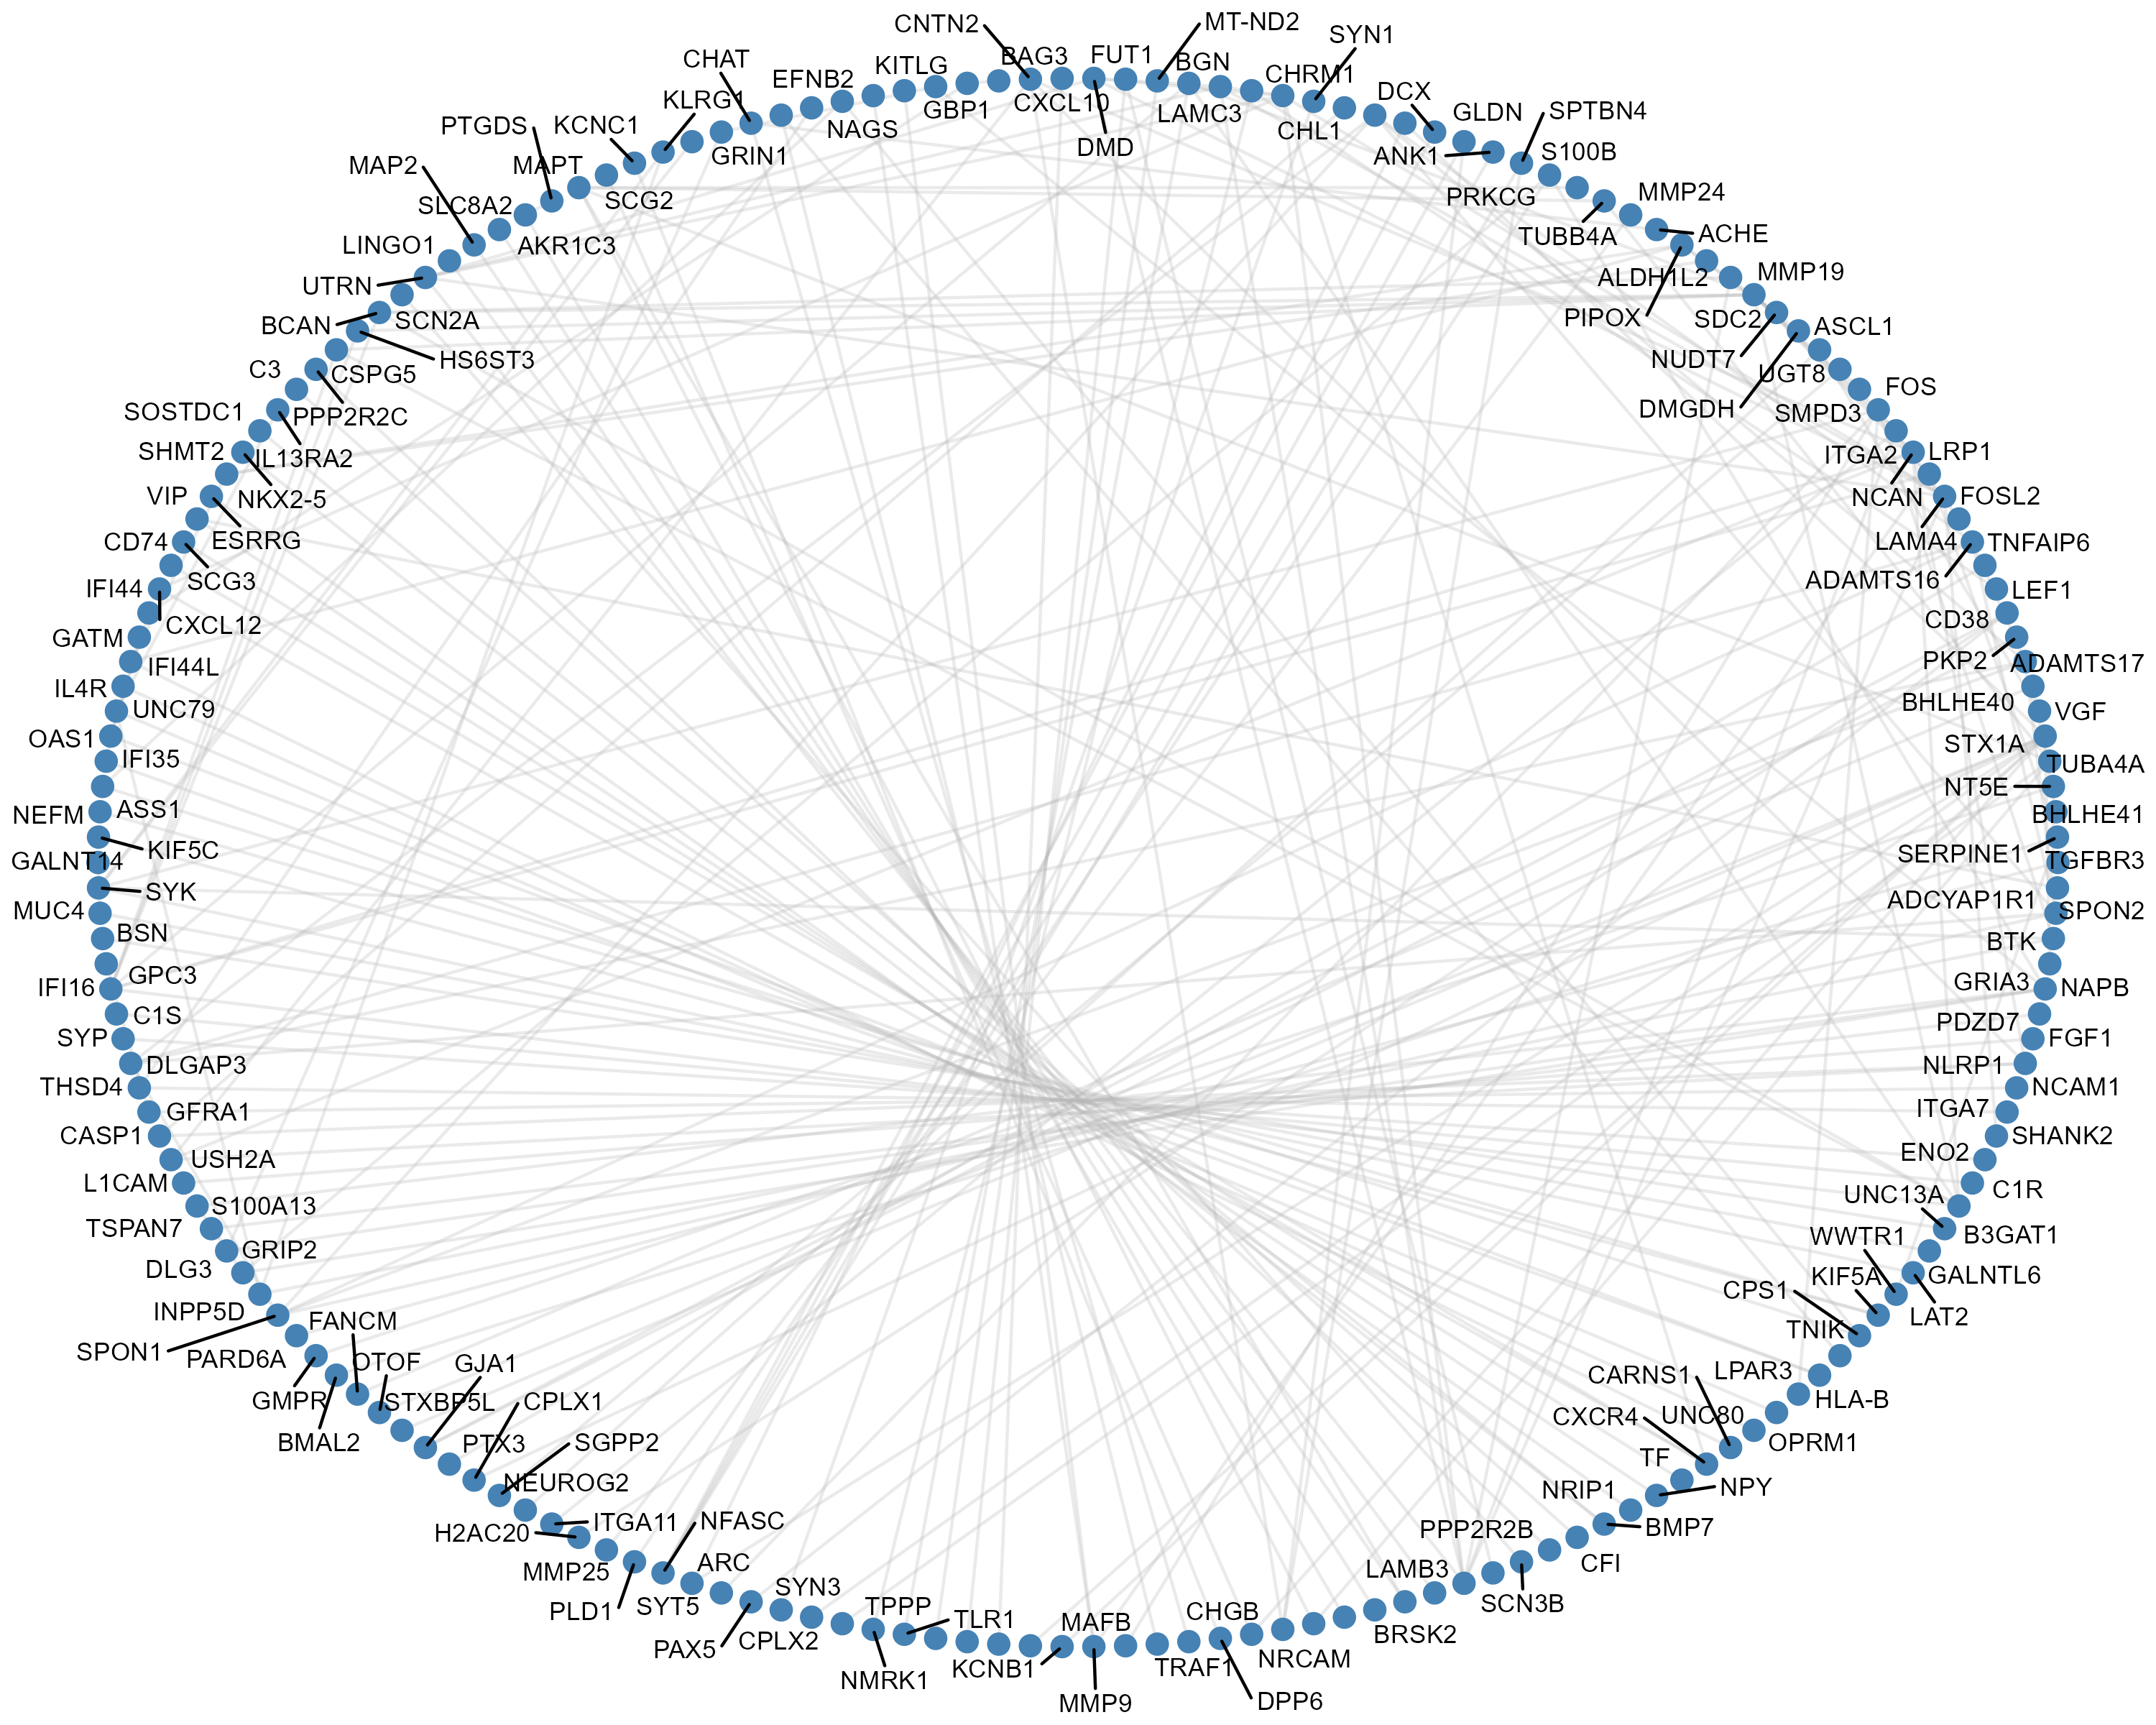 CNTN2
MT-ND2
SYN1
CHAT
BAG3
FUT1
BGN
EFNB2
KITLG
CHRM1
KLRG1
GBP1
CXCL10
LAMC3
DCX
GLDN
SPTBN4
PTGDS
KCNC1
NAGS
CHL1
DMD
GRIN1
ANK1
S100B
MAP2
MAPT
PRKCG
MMP24
SLC8A2
SCG2
TUBB4A
ACHE
LINGO1
AKR1C3
ALDH1L2
MMP19
UTRN
PIPOX
SDC2
BCAN
SCN2A
ASCL1
HS6ST3
NUDT7
C3
CSPG5
UGT8
FOS
SOSTDC1
PPP2R2C
DMGDH
SMPD3
SHMT2
IL13RA2
ITGA2
LRP1
VIP
NKX2-5
NCAN
FOSL2
CD74
ESRRG
LAMA4
TNFAIP6
SCG3
ADAMTS16
IFI44
LEF1
CXCL12
CD38
GATM
IFI44L
PKP2
ADAMTS17
IL4R
UNC79
BHLHE40
VGF
OAS1
STX1A
IFI35
TUBA4A
NT5E
NEFM
ASS1
BHLHE41
KIF5C
SERPINE1
GALNT14
TGFBR3
SYK
ADCYAP1R1
MUC4
SPON2
BSN
BTK
GPC3
GRIA3
IFI16
NAPB
C1S
PDZD7
SYP
FGF1
DLGAP3
NLRP1
THSD4
NCAM1
GFRA1
ITGA7
CASP1
SHANK2
USH2A
ENO2
L1CAM
C1R
S100A13
UNC13A
TSPAN7
B3GAT1
GRIP2
WWTR1
DLG3
KIF5A
GALNTL6
INPP5D
CPS1
LAT2
FANCM
SPON1
TNIK
PARD6A
OTOF
GJA1
LPAR3
GMPR
STXBP5L
CPLX1
CARNS1
HLA-B
BMAL2
PTX3
SGPP2
CXCR4
UNC80
OPRM1
NEUROG2
TF
H2AC20
ITGA11
NFASC
NRIP1
NPY
MMP25
ARC
PPP2R2B
BMP7
PLD1
SYT5
SYN3
LAMB3
CFI
PAX5
CPLX2
TPPP
TLR1
MAFB
CHGB
BRSK2
SCN3B
NMRK1
KCNB1
TRAF1
NRCAM
MMP9
DPP6